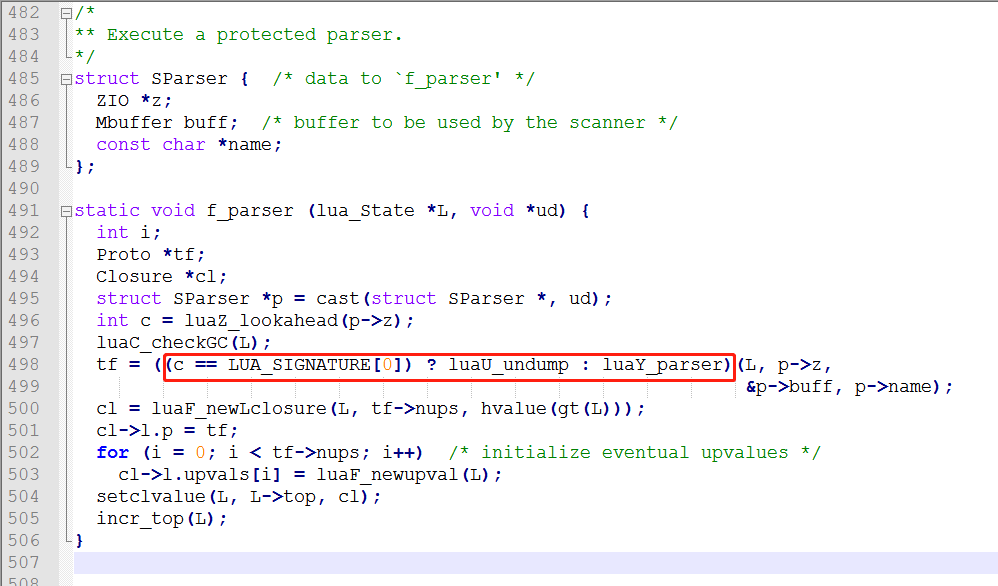 482 /*
483 ** Execute a protected parser.
484 */
485 struct SParser {  /* data to `f_parser' */
486   ZIO *z;
487   Mbuffer buff;  /* buffer to be used by the scanner */
488   const char *name;
489 };
490
491 static void f_parser (lua_State *L, void *ud) {
492   int i;
493   Proto *tf;
494   Closure *cl;
495   struct SParser *p = cast(struct SParser *, ud);
496   int c = luaZ_lookahead(p->z);
497   luaC_checkGC(L);
498   tf = ((c == LUA_SIGNATURE[0]) ? luaU_undump : luaY_parser)(L, p->z,
499                                                              &p->buff, p->name);
500   cl = luaF_newLclosure(L, tf->nups, hvalue(gt(L)));
501   cl->l.p = tf;
502   for (i = 0; i < tf->nups; i++)  /* initialize eventual upvalues */
503     cl->l.upvals[i] = luaF_newupval(L);
504   setclvalue(L, L->top, cl);
505   incr_top(L);
506 }
507
508